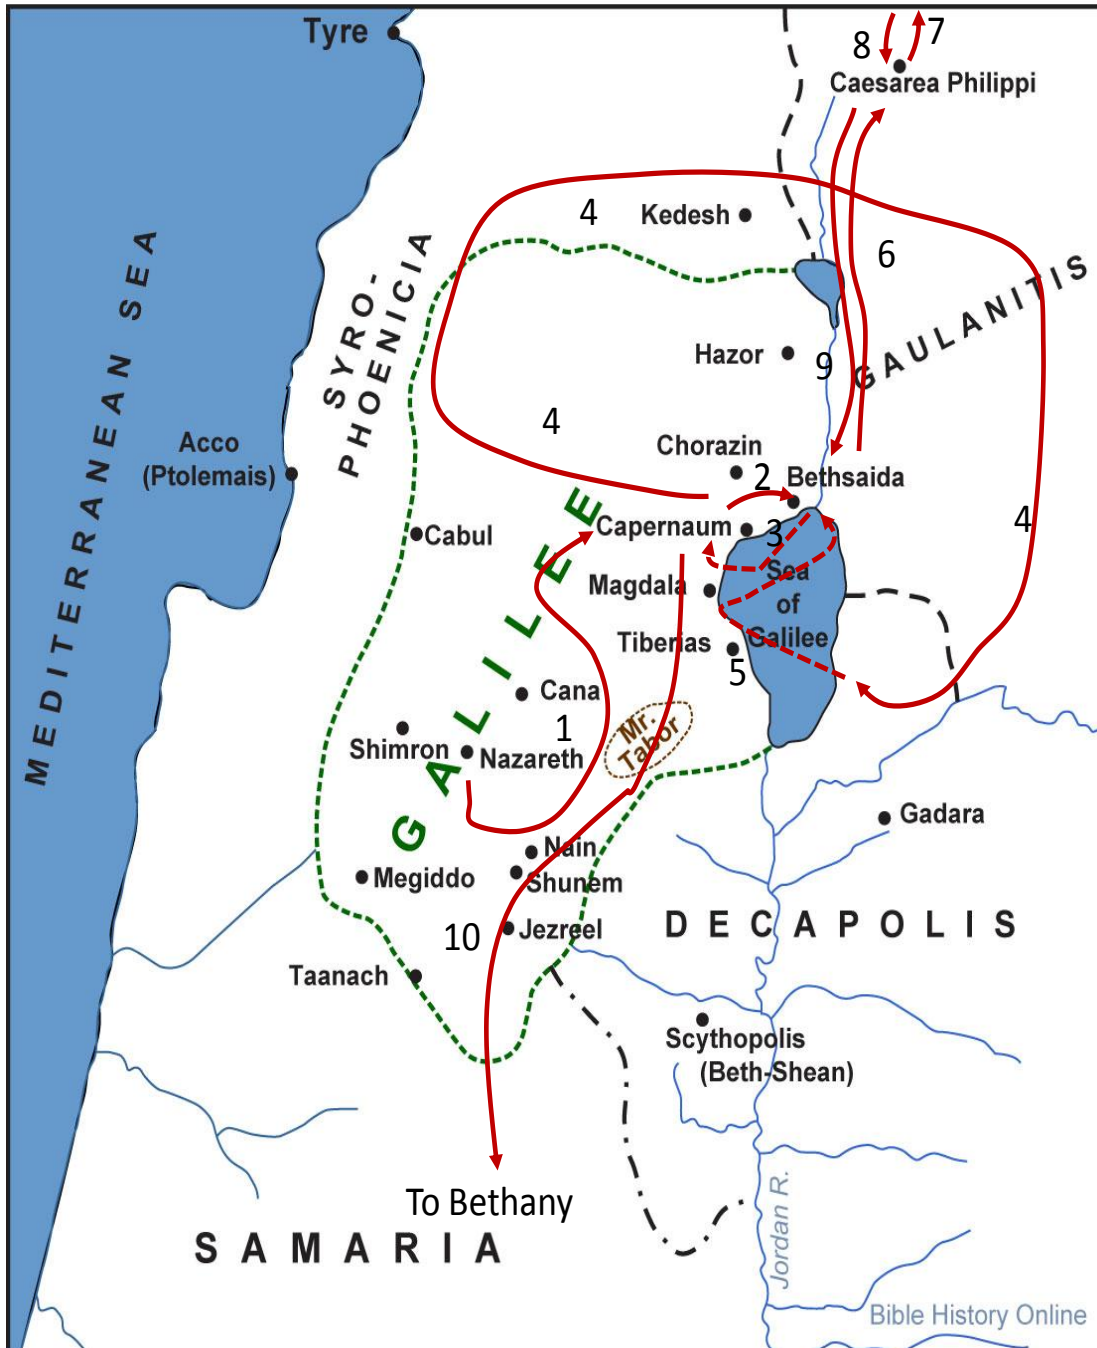 Tyre
8
7
Caesarea Philippi
4
Kedesh
6
MEDITERRANEAN SEA
SYRO-
PHOENICIA
GAULANITIS
Hazor
9
4
Chorazin
2
Bethsaida
Acco
(Ptolemais)
Cabul
GALILEE
Capernaum
3
4
Magdala
Sea
of
Galilee
Tiberias
5
Cana
1
Mr.
Tabor
Shimron
Nazareth
Gadara
Nain
Shunem
Megiddo
DECAPOLIS
10
Jezreel
Taanach
Scythopolis
(Beth-Shean)
To Bethany
Jordan R.
SAMARIA
Bible History Online